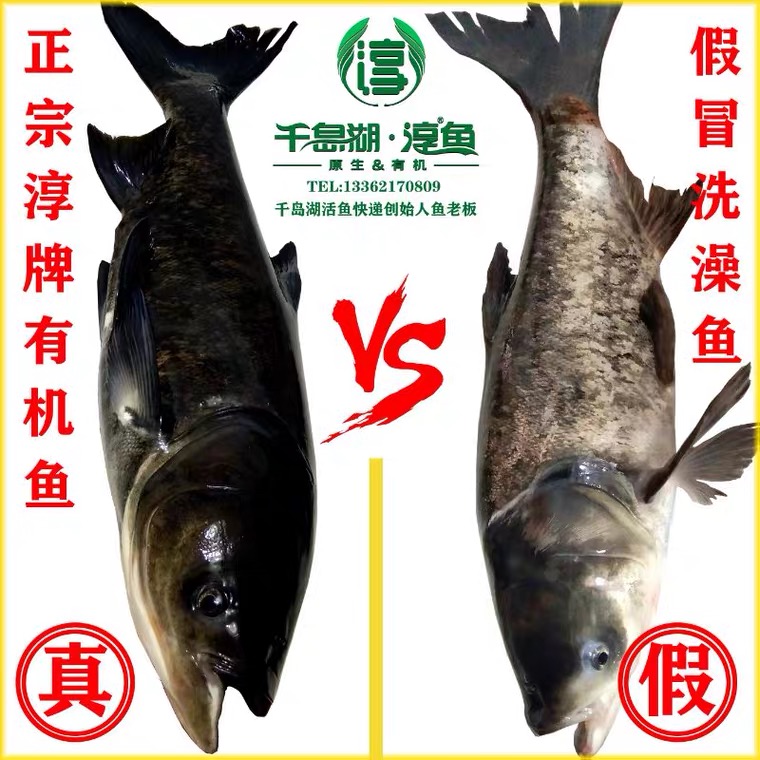 正宗淳牌有机鱼
淳
千岛湖·淳鱼®
原生&有机
TEL:13362170809
千岛湖活鱼快递创始人鱼老板
假冒洗澡鱼
VS
真
假